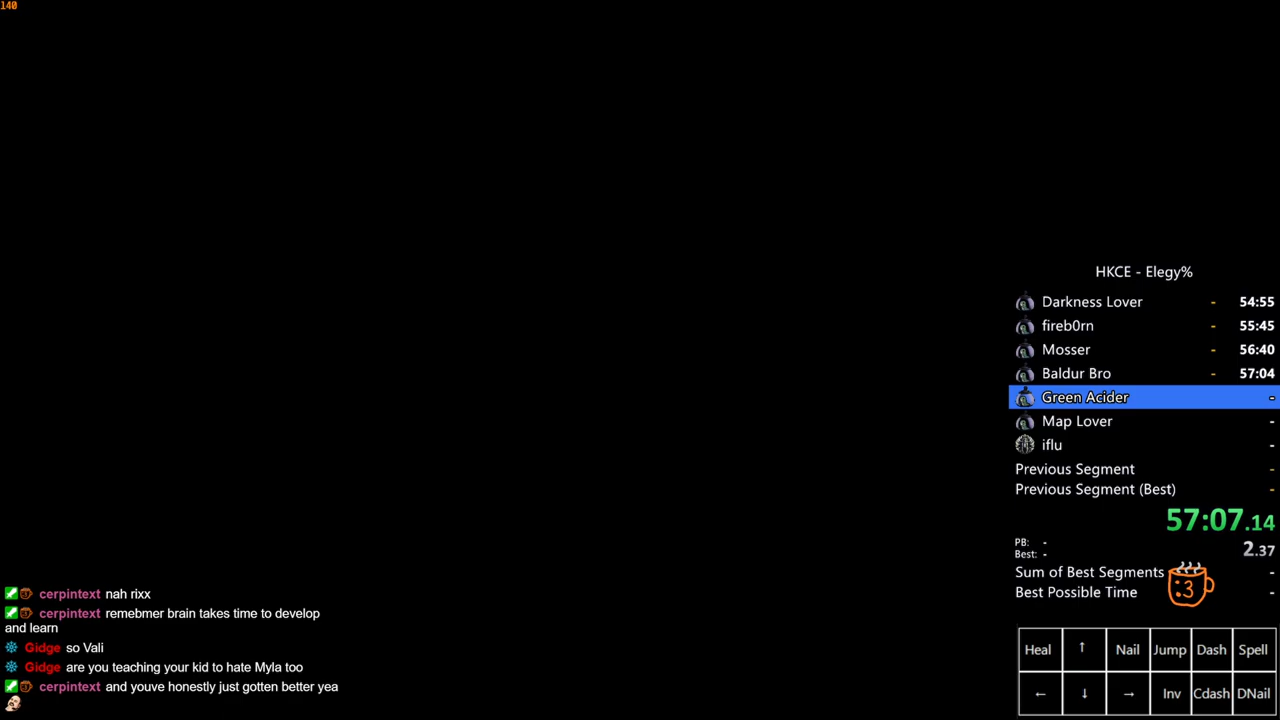 140
HKCE - Elegy%
Darkness Lover - 54:55
fireb0rn - 55:45
Mosser - 56:40
Baldur Bro - 57:04
Green Acider -
Map Lover -
iflu -
Previous Segment -
Previous Segment (Best) -
57:07.14
PB: -
Best: - 2.37
Sum of Best Segments -
Best Possible Time -
:3
cerpintext nah rixx
cerpintext remebmer brain takes time to develop
and learn
Gidge so Vali
Gidge are you teaching your kid to hate Myla too
cerpintext and youve honestly just gotten better yea
Heal ↑ Nail Jump Dash Spell
← ↓ → Inv Cdash DNail